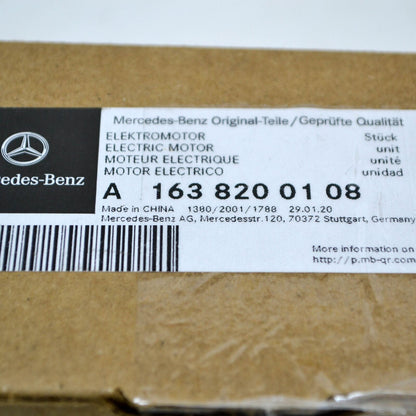 Mercedes-Benz Original-Teile/Geprüfte Qualität
ELEKTROMOTOR Stück
ELECTRIC MOTOR unit
MOTEUR ELECTRIQUE unité
MOTOR ELECTRICO unidad
edes-Benz
A 163 820 01 08
Made in CHINA 1380/2001/1788 29.01.20
Mercedes-Benz AG, Mercedesstr.120, 70372 Stuttgart, Germany
More information on
http://p.mb-qr.com